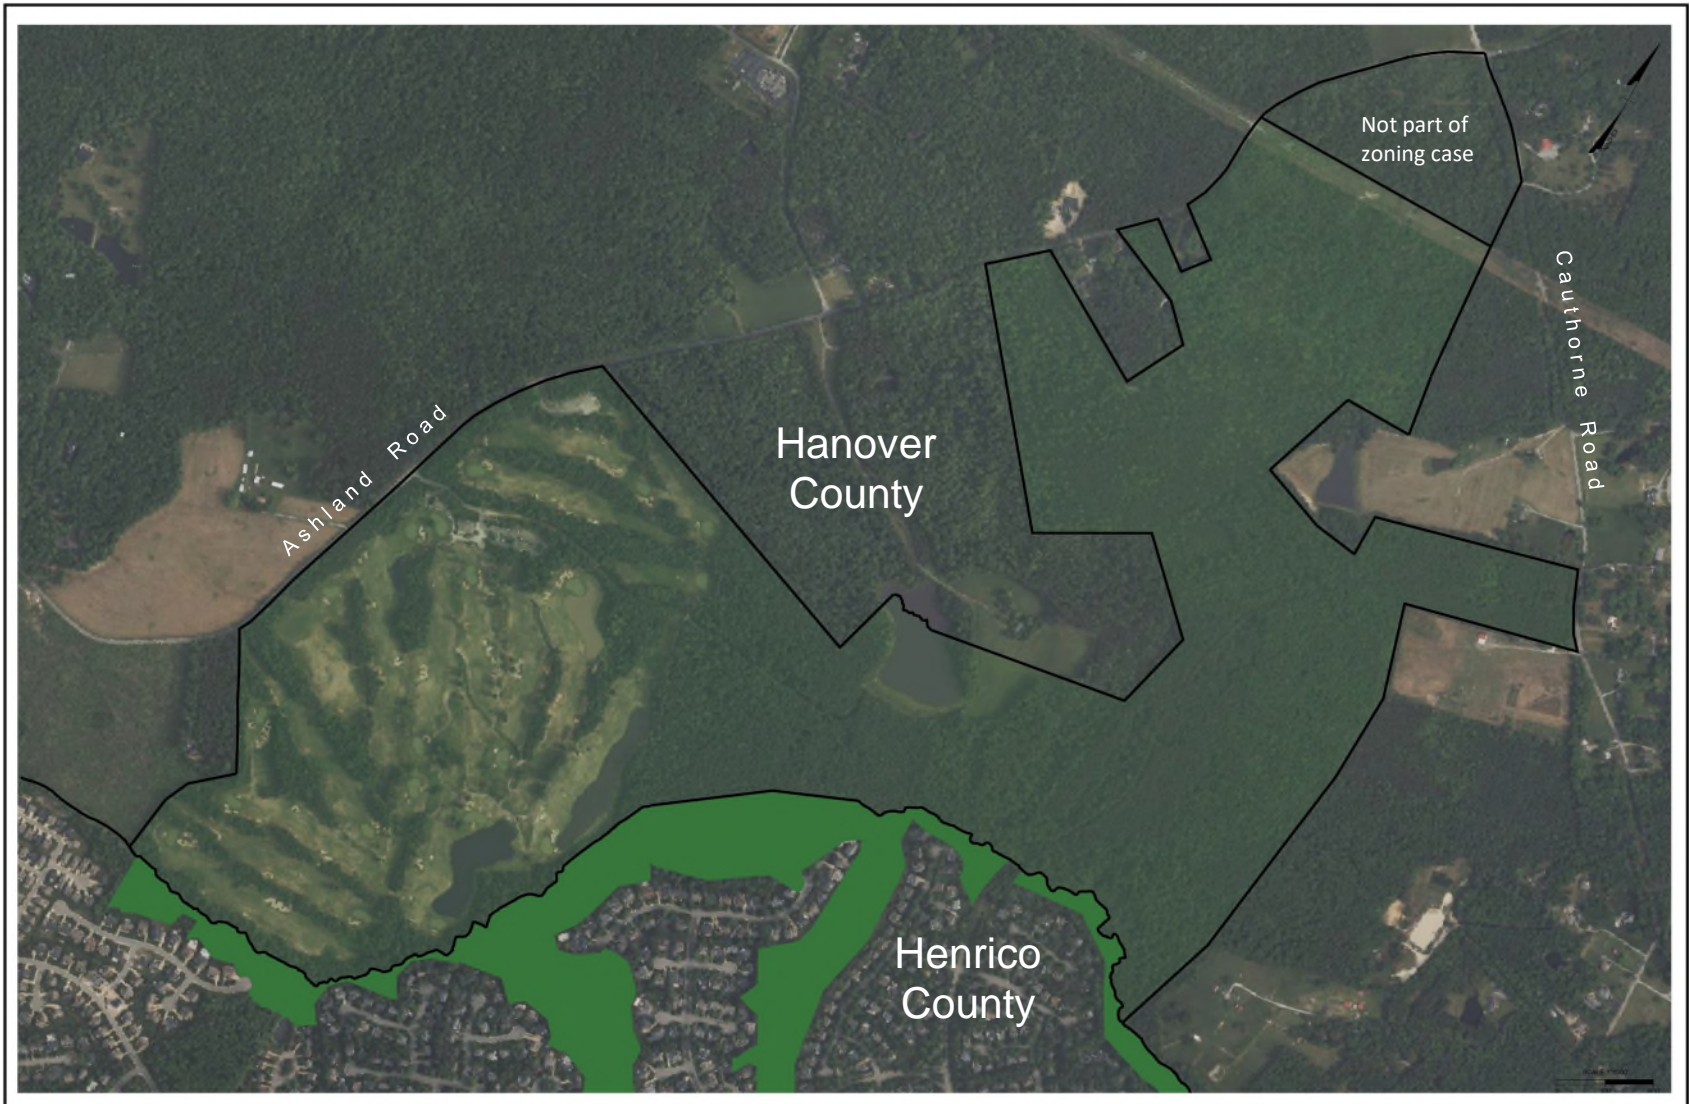 Not part of
zoning case
Cauthorne Road
Ashland Road
Hanover
County
Henrico
County